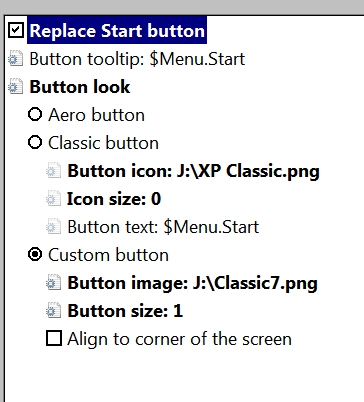 Replace Start button
Button tooltip: $Menu.Start
Button look
Aero button
Classic button
Button icon: J:\XP Classic.png
Icon size: 0
Button text: $Menu.Start
Custom button
Button image: J:\Classic7.png
Button size: 1
Align to corner of the screen